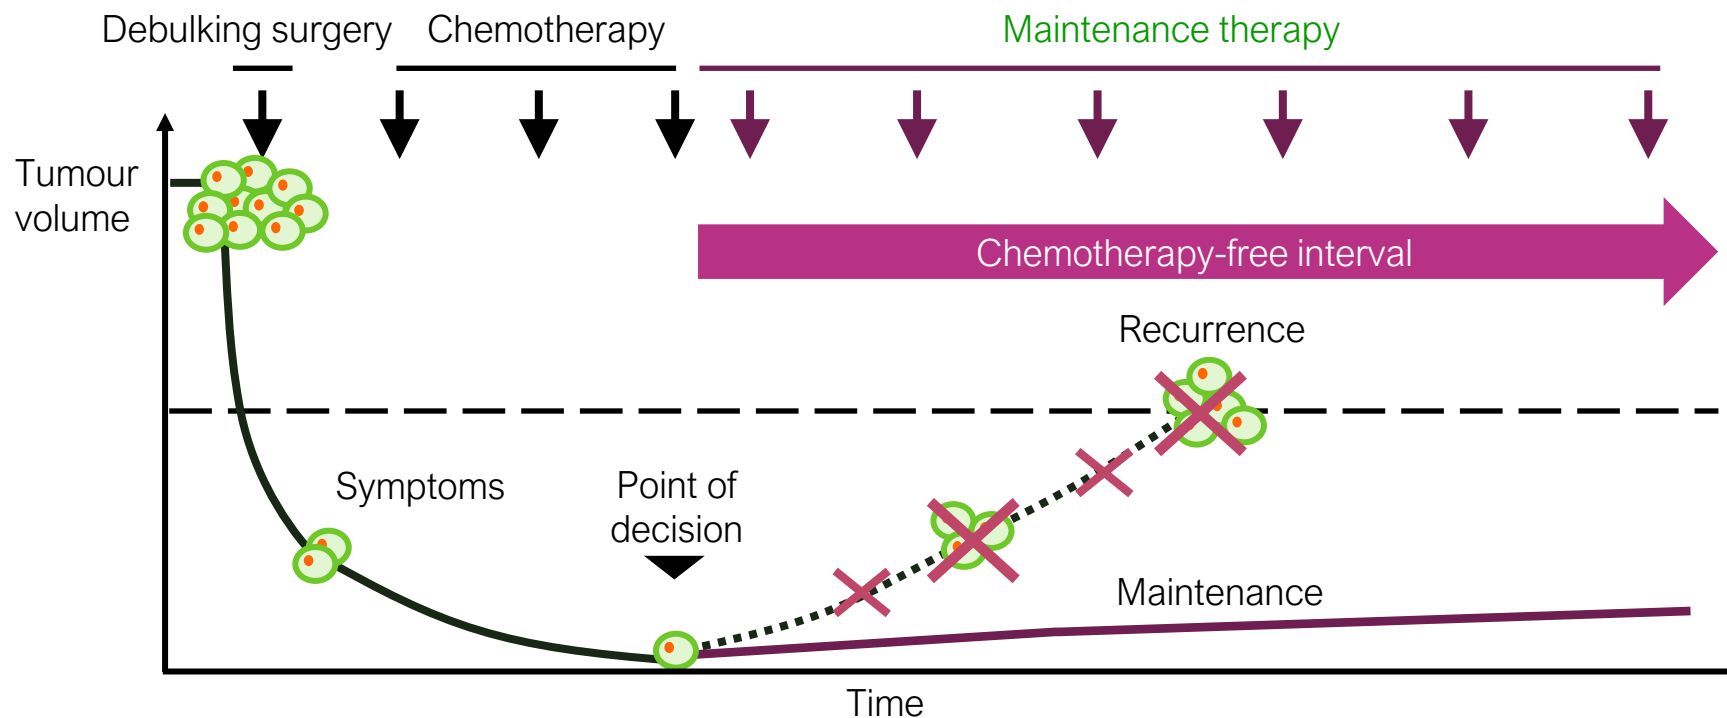 Debulking surgery
Chemotherapy
Maintenance therapy
Tumour
volume
Chemotherapy-free interval
Recurrence
Symptoms
Point of
decision
Maintenance
Time